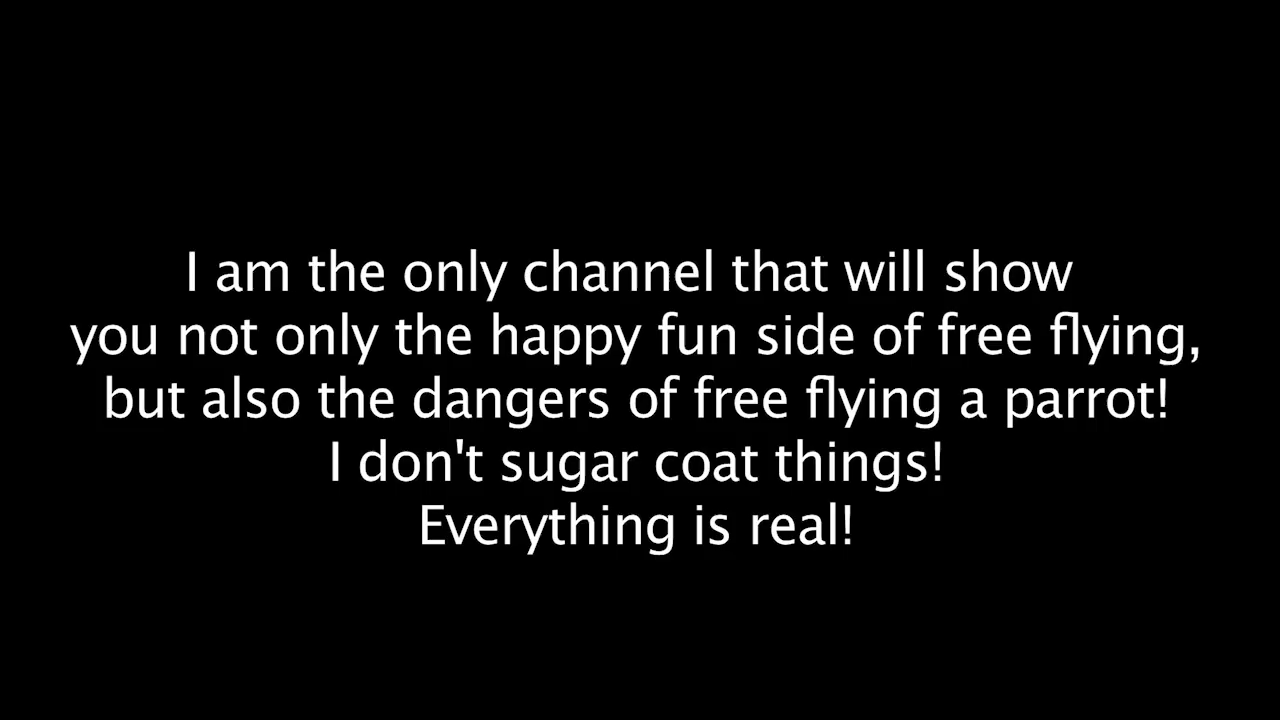 I am the only channel that will show
you not only the happy fun side of free flying,
but also the dangers of free flying a parrot!
I don't sugar coat things!
Everything is real!